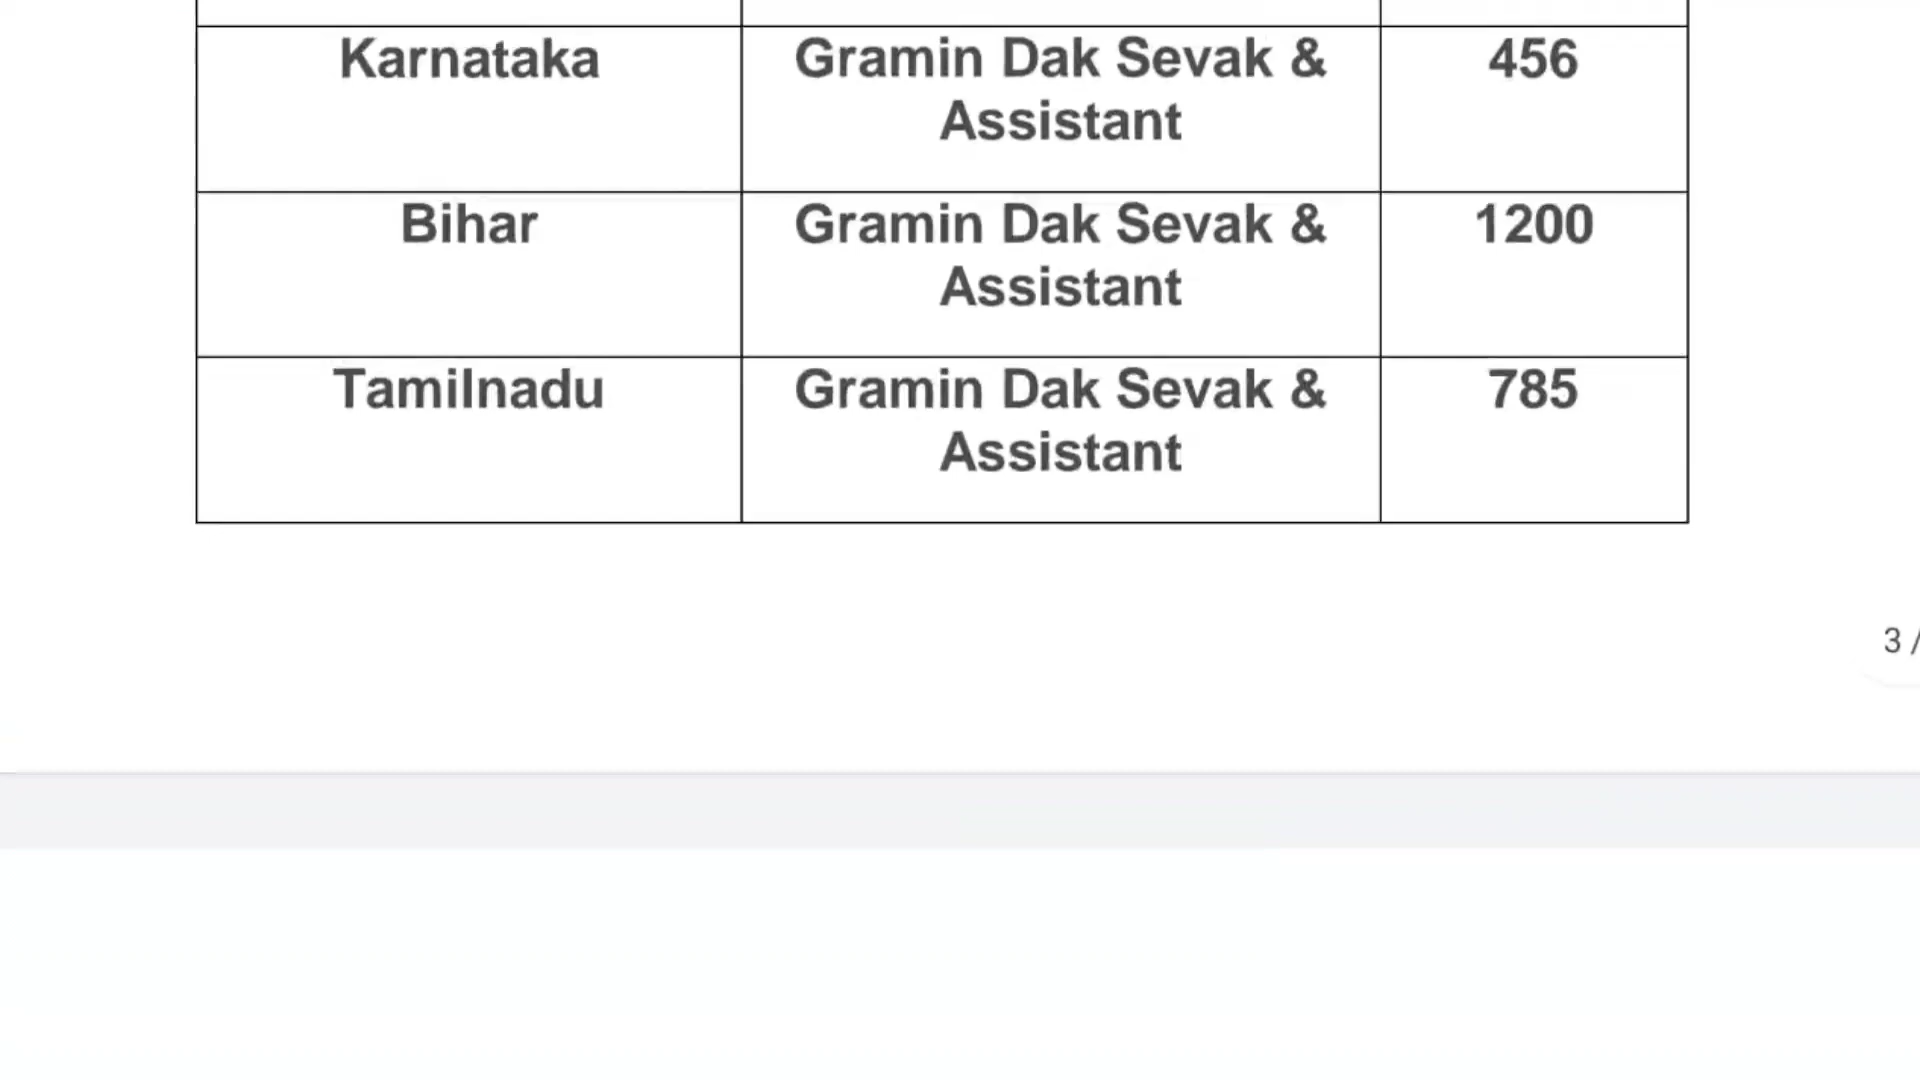 Karnataka Gramin Dak Sevak & 456
Assistant
Bihar Gramin Dak Sevak & 1200
Assistant
Tamilnadu Gramin Dak Sevak & 785
Assistant
3 /